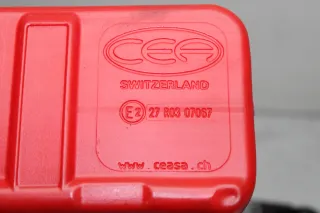 CEA
SWITZERLAND
E2 27 R03 07067
www.ceasa.ch